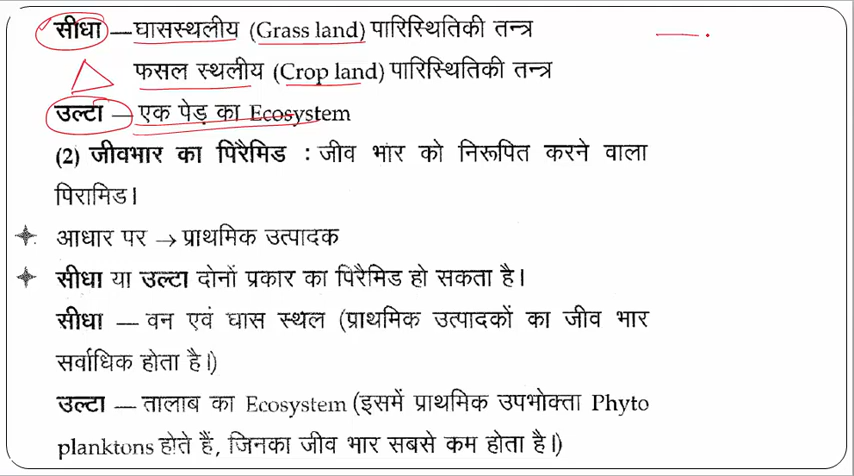 सीधा — घासस्थलीय (Grass land) पारिस्थितिकी तन्त्र
फसल स्थलीय (Crop land) पारिस्थितिकी तन्त्र
उल्टा — एक पेड़ का Ecosystem
(2) जीवभार का पिरैमिड : जीव भार को निरूपित करने वाला
पिरामिड।
आधार पर → प्राथमिक उत्पादक
सीधा या उल्टा दोनों प्रकार का पिरैमिड हो सकता है।
सीधा — वन एवं घास स्थल (प्राथमिक उत्पादकों का जीव भार
सर्वाधिक होता है।)
उल्टा — तालाब का Ecosystem (इसमें प्राथमिक उपभोक्ता Phyto
planktons होते हैं, जिनका जीव भार सबसे कम होता है।)